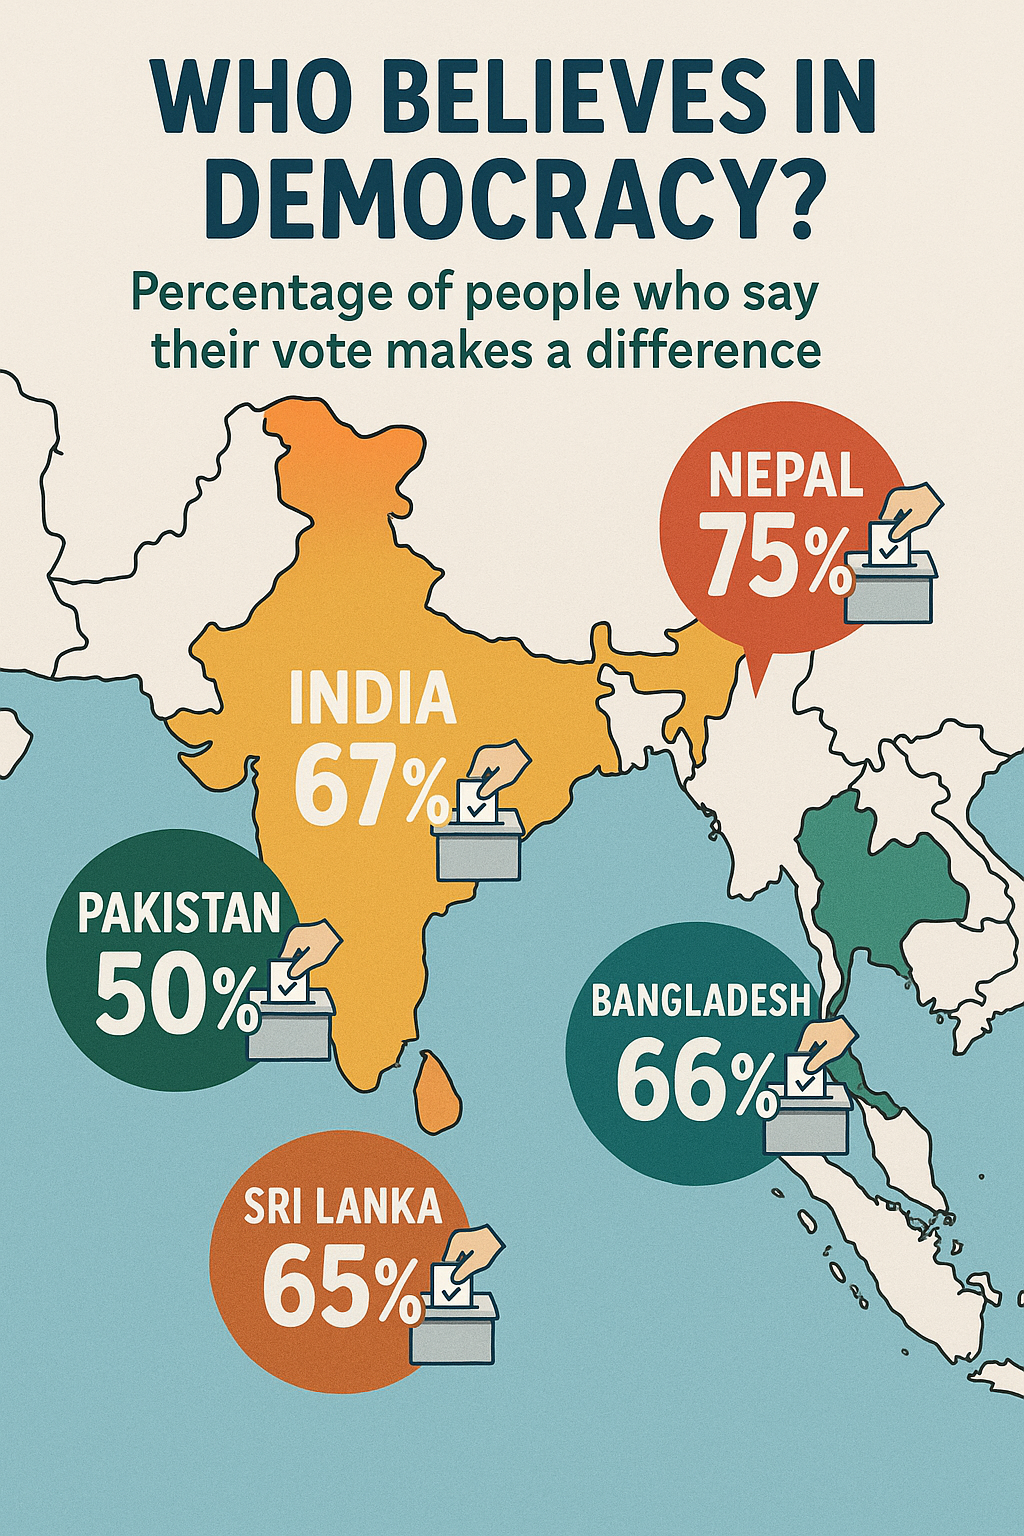 WHO BELIEVES IN
DEMOCRACY?
Percentage of people who say
their vote makes a difference
NEPAL
75%
INDIA
67%
PAKISTAN
50%
BANGLADESH
66%
SRI LANKA
65%